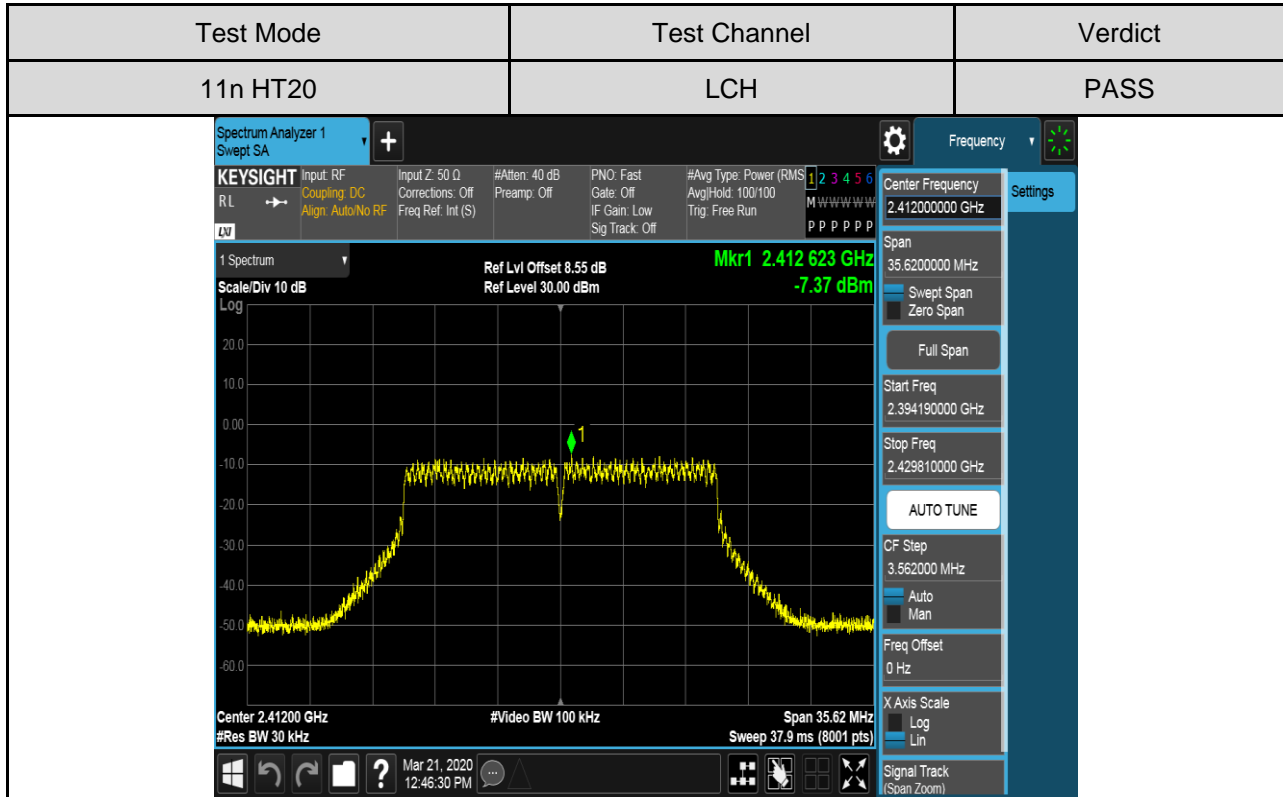 Test Mode Test Channel Verdict
11n HT20 LCH PASS
Spectrum Analyzer 1
Swept SA
+
Frequency
KEYSIGHT
RL
LXI
Input: RF
Coupling: DC
Align: Auto/No RF
Input Z: 50 Ω
Corrections: Off
Freq Ref: Int (S)
#Atten: 40 dB
Preamp: Off
PNO: Fast
Gate: Off
IF Gain: Low
Sig Track: Off
#Avg Type: Power (RMS
Avg|Hold: 100/100
Trig: Free Run
1 2 3 4 5 6
M W W W W W
P P P P P P
1 Spectrum
Scale/Div 10 dB
Ref Lvl Offset 8.55 dB
Ref Level 30.00 dBm
Mkr1 2.412 623 GHz
-7.37 dBm
Log
20.0
10.0
0.00
-10.0
-20.0
-30.0
-40.0
-50.0
-60.0
1
Center 2.41200 GHz
#Res BW 30 kHz
#Video BW 100 kHz
Span 35.62 MHz
Sweep 37.9 ms (8001 pts)
Center Frequency
2.412000000 GHz
Settings
Span
35.6200000 MHz
Swept Span
Zero Span
Full Span
Start Freq
2.394190000 GHz
Stop Freq
2.429810000 GHz
AUTO TUNE
CF Step
3.562000 MHz
Auto
Man
Freq Offset
0 Hz
X Axis Scale
Log
Lin
Signal Track
(Span Zoom)
?
Mar 21, 2020
12:46:30 PM